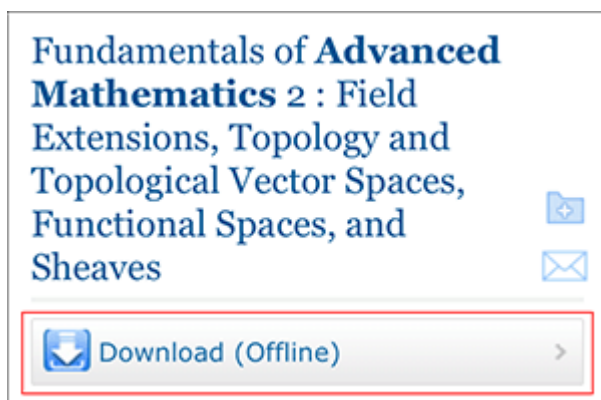 Fundamentals of Advanced
Mathematics 2 : Field
Extensions, Topology and
Topological Vector Spaces,
Functional Spaces, and
Sheaves
Download (Offline)